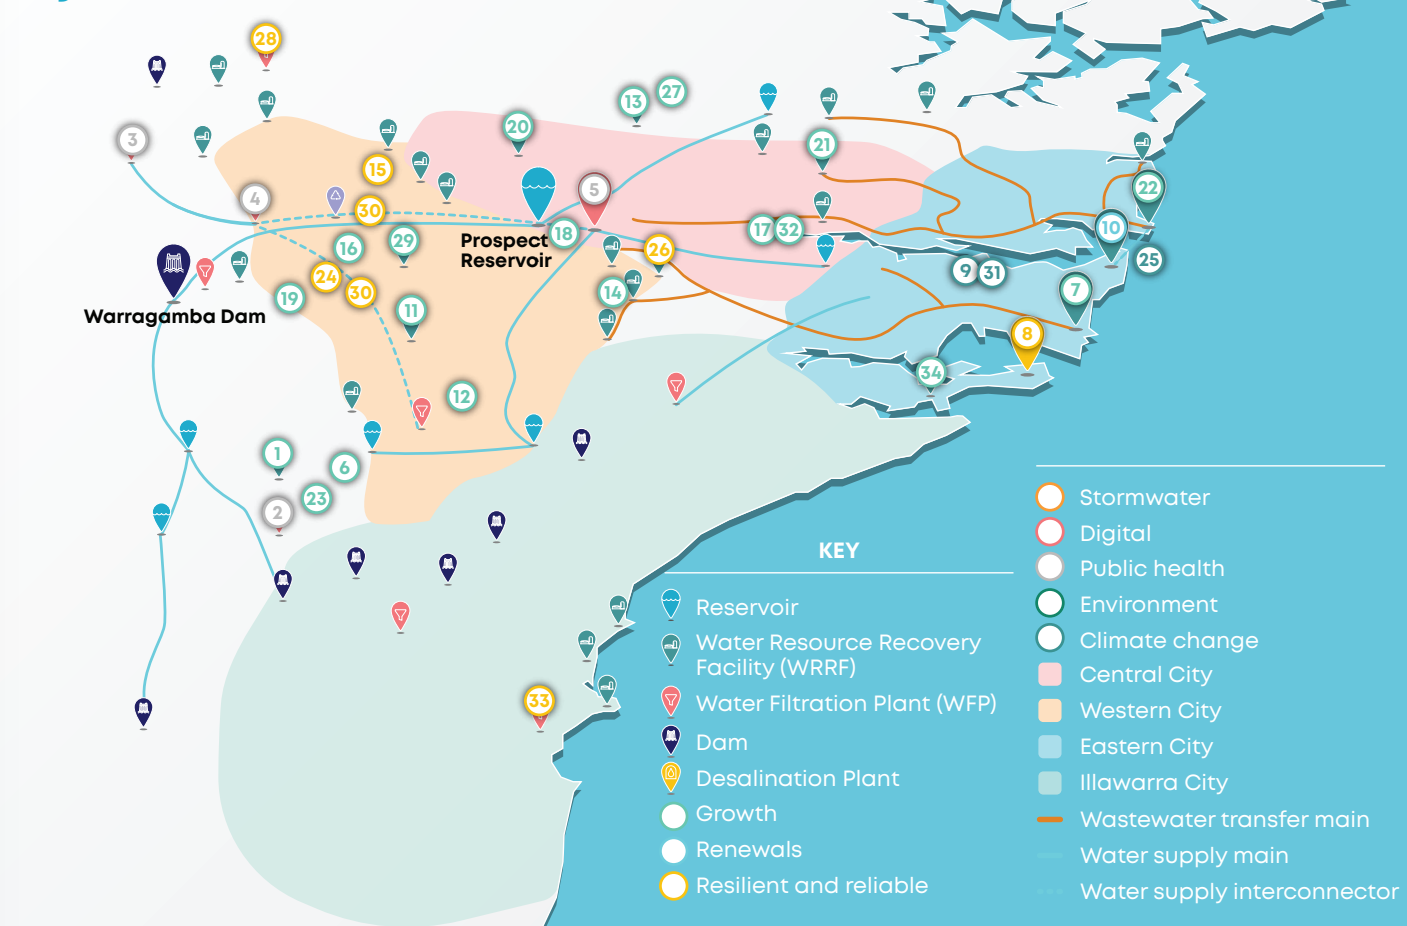 28
3
13
27
20
21
15
4
30
5
22
16
29
Prospect
Reservoir
18
17
32
10
26
9
31
25
24
30
19
14
7
Warragamba Dam
11
8
12
34
1
6
23
2
33
KEY
Reservoir
Water Resource Recovery
Facility (WRRF)
Water Filtration Plant (WFP)
Dam
Desalination Plant
Growth
Renewals
Resilient and reliable
Stormwater
Digital
Public health
Environment
Climate change
Central City
Western City
Eastern City
Illawarra City
Wastewater transfer main
Water supply main
Water supply interconnector